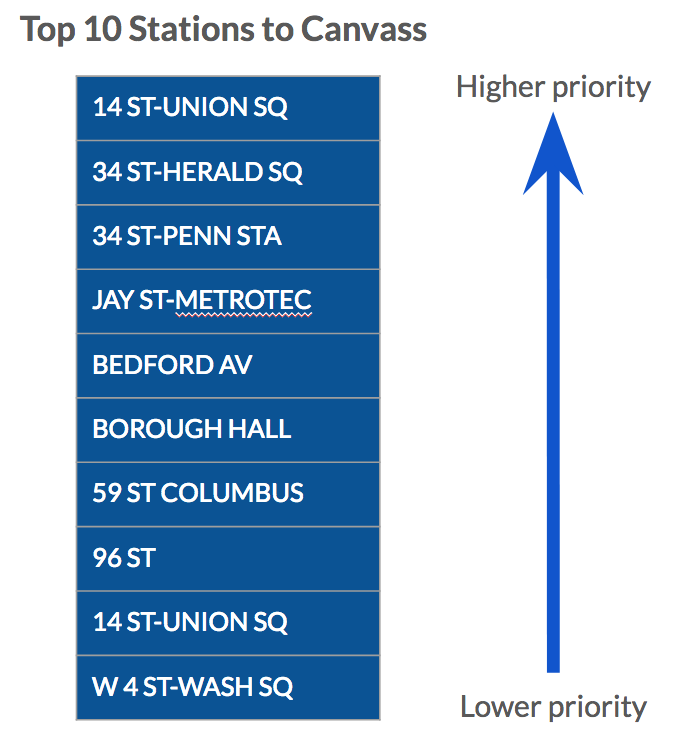 Top 10 Stations to Canvass
Higher priority
14 ST-UNION SQ
34 ST-HERALD SQ
34 ST-PENN STA
JAY ST-METROTEC
BEDFORD AV
BOROUGH HALL
59 ST COLUMBUS
96 ST
14 ST-UNION SQ
W 4 ST-WASH SQ
Lower priority